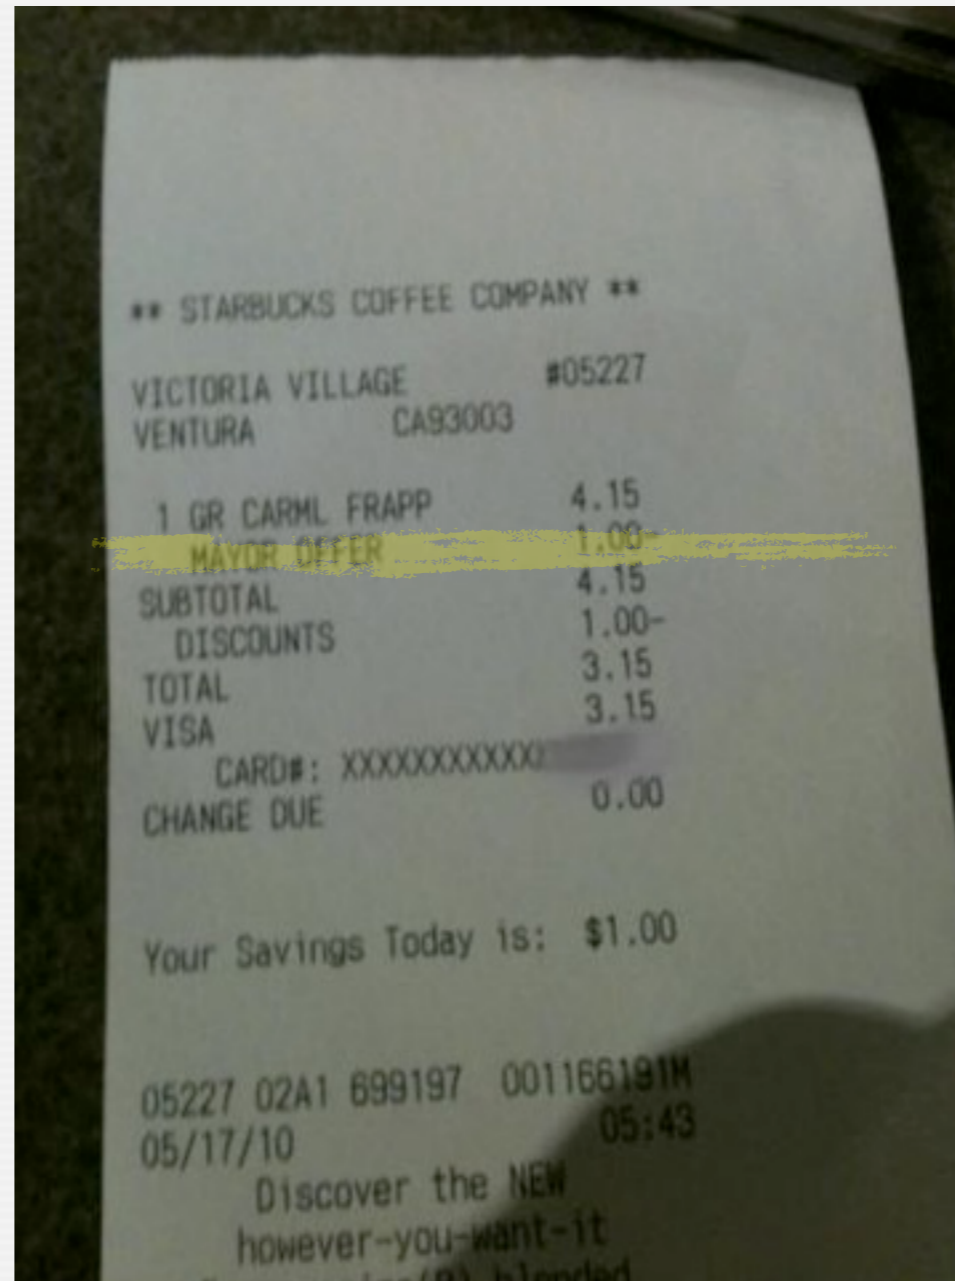 ** STARBUCKS COFFEE COMPANY **
VICTORIA VILLAGE #05227
VENTURA CA93003
1 GR CARML FRAPP 4.15
MAYOR OFFER 1.00-
SUBTOTAL 4.15
DISCOUNTS 1.00-
TOTAL 3.15
VISA 3.15
CARD#: XXXXXXXXXXXX
CHANGE DUE 0.00
Your Savings Today is: $1.00
05227 02A1 699197 001166191M
05/17/10 05:43
Discover the NEW
however-you-want-it
blended